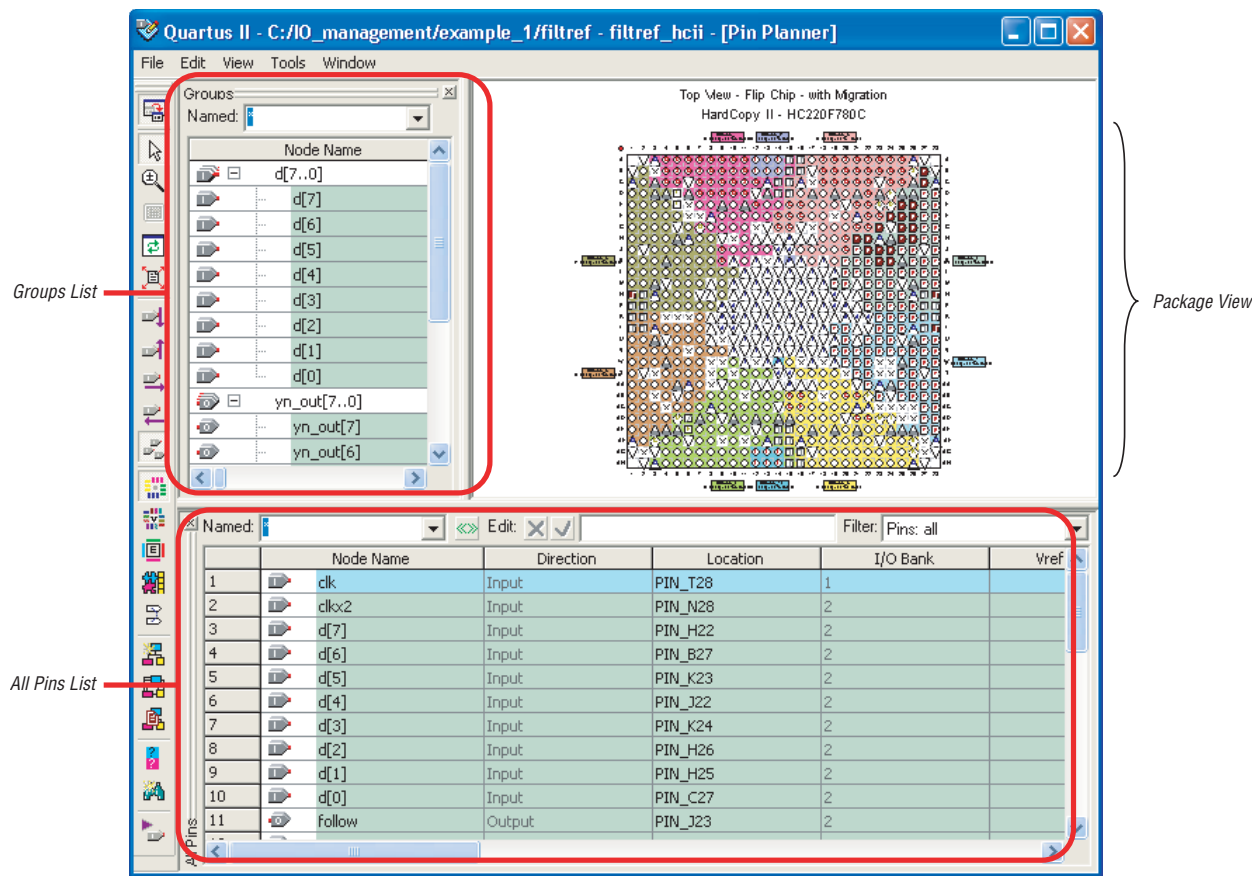 Quartus II - C:/IO_management/example_1/filtref - filtref_hcii - [Pin Planner]
File Edit View Tools Window
Groups
Named: *
Node Name
d[7..0]
d[7]
d[6]
d[5]
d[4]
d[3]
d[2]
d[1]
d[0]
yn_out[7..0]
yn_out[7]
yn_out[6]
Top View - Flip Chip - with Migration
HardCopy II - HC220F780C
Groups List
Package View
All Pins List
Named: * Edit: Filter: Pins: all
Node Name Direction Location I/O Bank Vref
1 clk Input PIN_T28 1
2 clkx2 Input PIN_N28 2
3 d[7] Input PIN_H22 2
4 d[6] Input PIN_B27 2
5 d[5] Input PIN_K23 2
6 d[4] Input PIN_J22 2
7 d[3] Input PIN_K24 2
8 d[2] Input PIN_H26 2
9 d[1] Input PIN_H25 2
10 d[0] Input PIN_C27 2
11 follow Output PIN_J23 2
All Pins